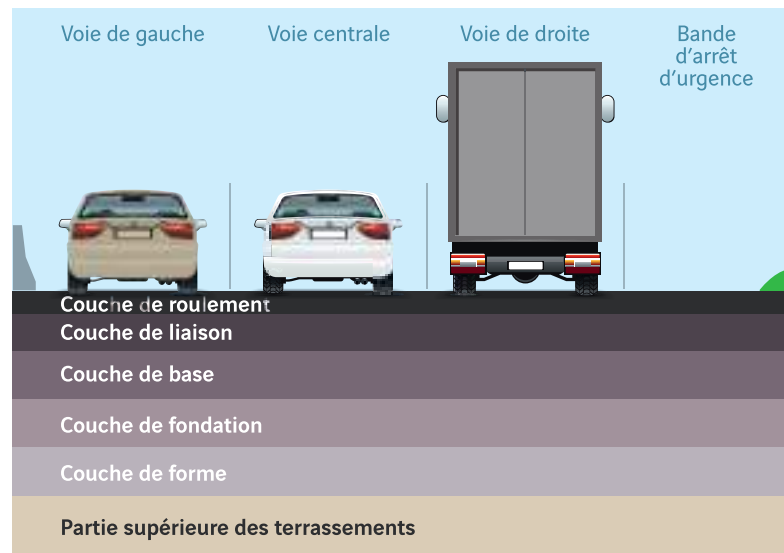 Voie de gauche
Voie centrale
Voie de droite
Bande
d'arrêt
d'urgence
Couche de roulement
Couche de liaison
Couche de base
Couche de fondation
Couche de forme
Partie supérieure des terrassements